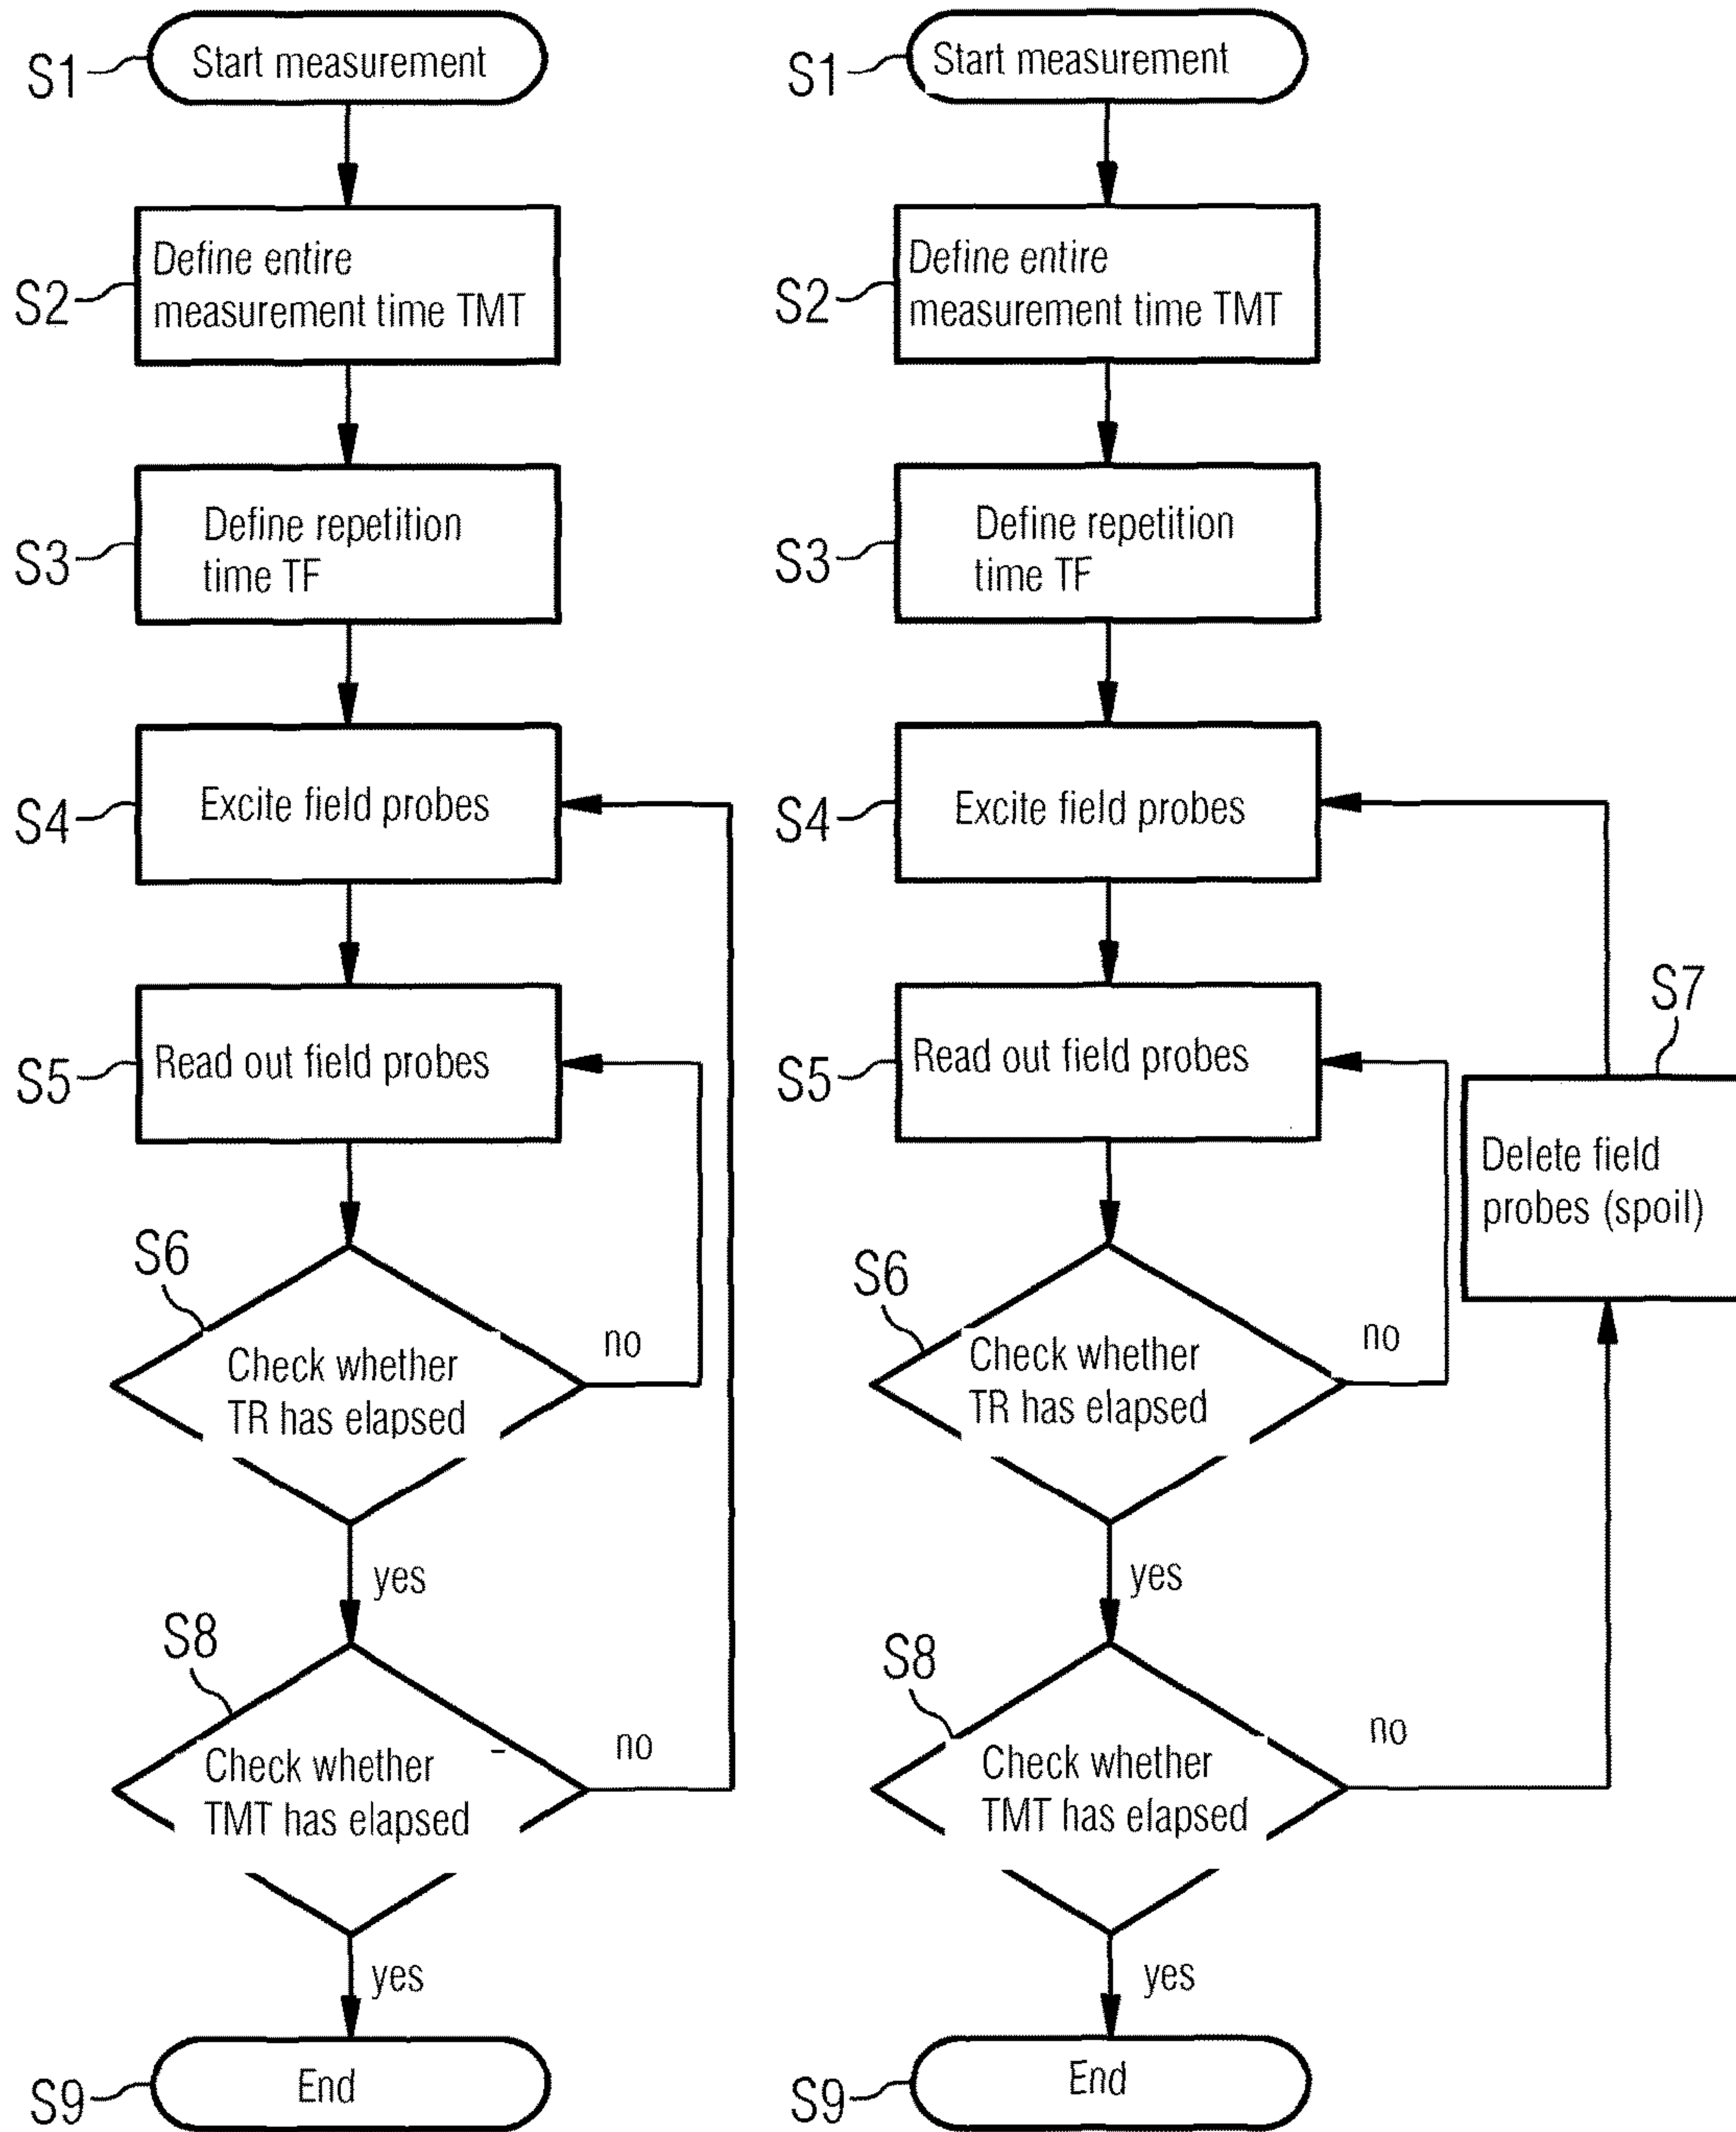 S1
Start measurement
S2
Define entire
measurement time TMT
S3
Define repetition
time TF
S4
Excite field probes
S5
Read out field probes
S6
Check whether
TR has elapsed
no
yes
S8
Check whether
TMT has elapsed
no
yes
S9
End
S1
Start measurement
S2
Define entire
measurement time TMT
S3
Define repetition
time TF
S4
Excite field probes
S5
Read out field probes
S7
Delete field
probes (spoil)
S6
Check whether
TR has elapsed
no
yes
S8
Check whether
TMT has elapsed
no
yes
S9
End